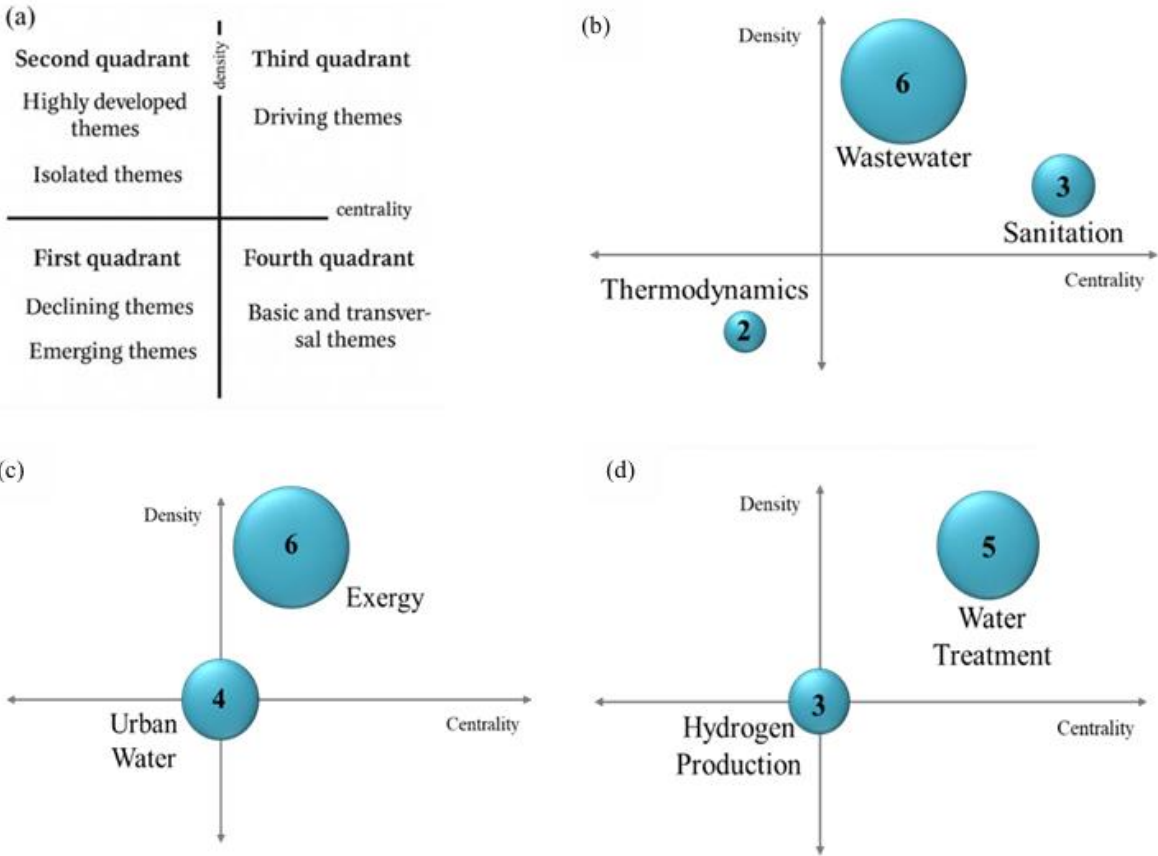 (a)
density
Second quadrant
Highly developed
themes
Isolated themes
Third quadrant
Driving themes
centrality
First quadrant
Declining themes
Emerging themes
Fourth quadrant
Basic and transver-
sal themes
(b)
Density
6
Wastewater
3
Sanitation
Centrality
Thermodynamics
2
(c)
Density
6
Exergy
4
Urban
Water
Centrality
(d)
Density
5
Water
Treatment
3
Hydrogen
Production
Centrality